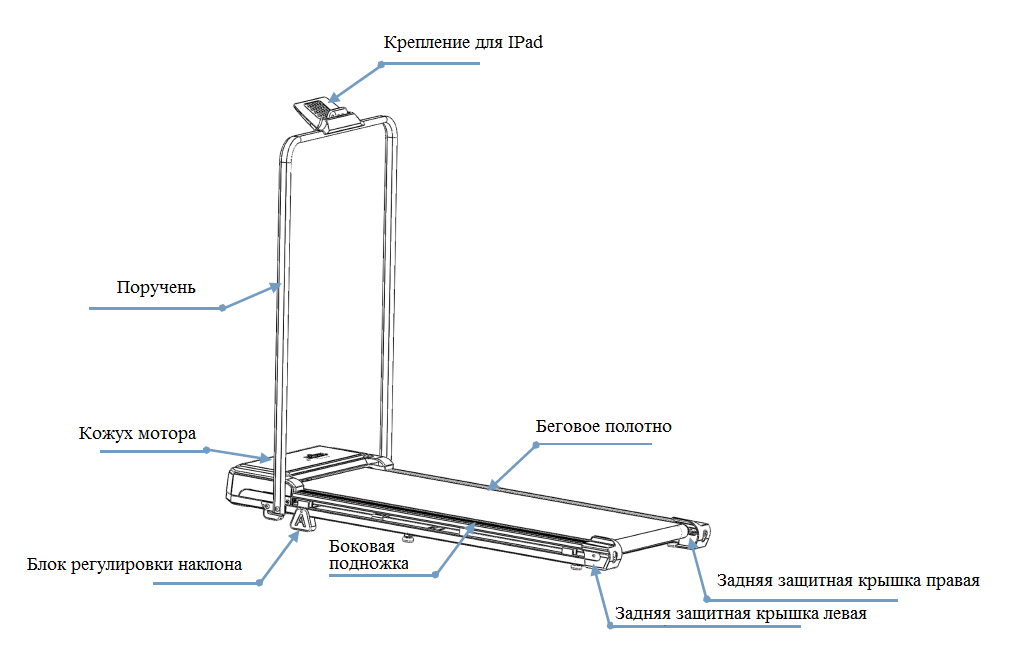 Крепление для IPad
Поручень
Беговое полотно
Кожух мотора
Боковая
подножка
Блок регулировки наклона
Задняя защитная крышка правая
Задняя защитная крышка левая